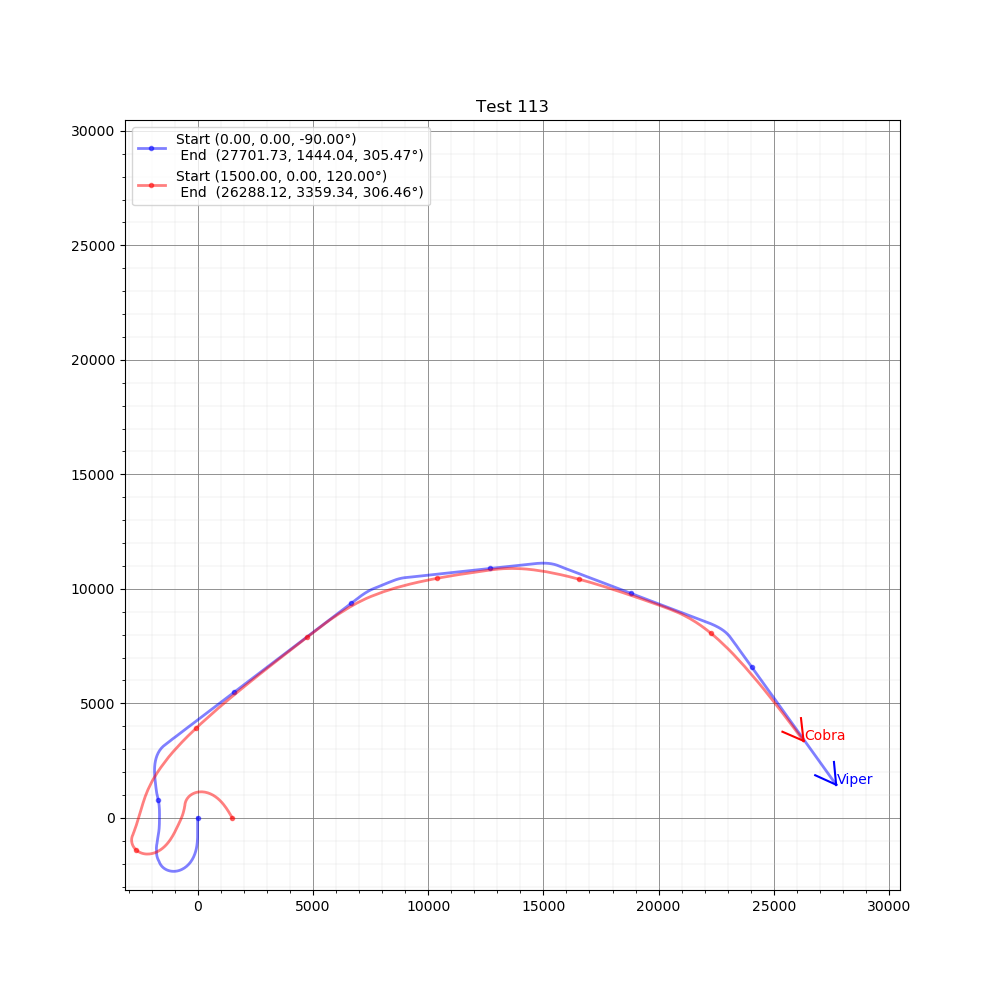 Test 113
Start (0.00, 0.00, -90.00°)
End (27701.73, 1444.04, 305.47°)
Start (1500.00, 0.00, 120.00°)
End (26288.12, 3359.34, 306.46°)
30000
25000
20000
15000
10000
5000
0
Cobra
Viper
0 5000 10000 15000 20000 25000 30000